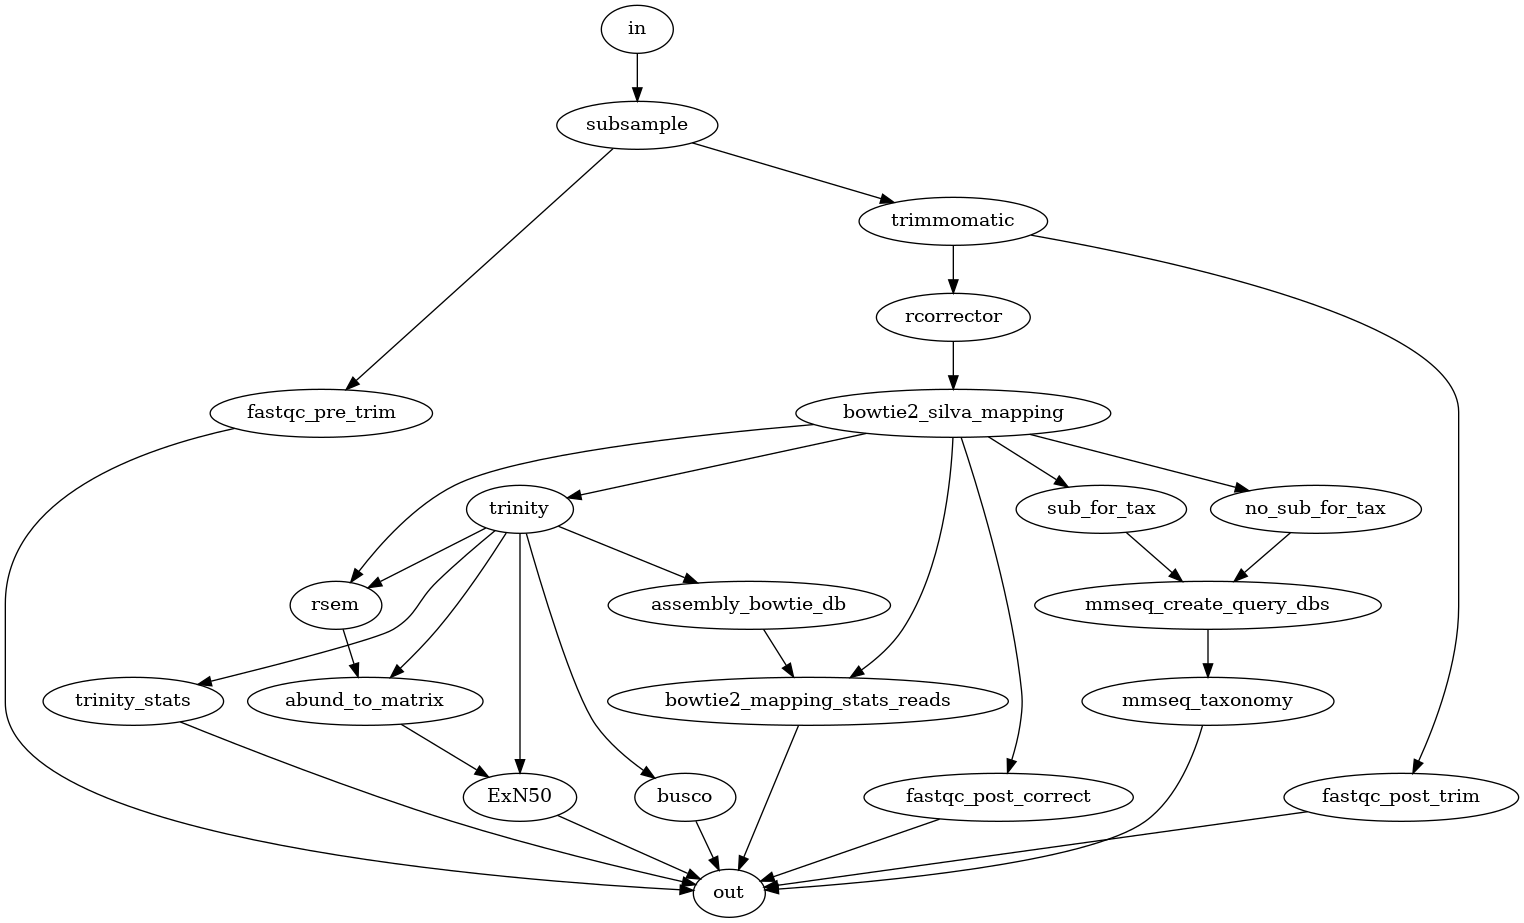 in
subsample
trimmomatic
rcorrector
fastqc_pre_trim
bowtie2_silva_mapping
trinity
sub_for_tax
no_sub_for_tax
rsem
assembly_bowtie_db
mmseq_create_query_dbs
trinity_stats
abund_to_matrix
bowtie2_mapping_stats_reads
mmseq_taxonomy
ExN50
busco
fastqc_post_correct
fastqc_post_trim
out